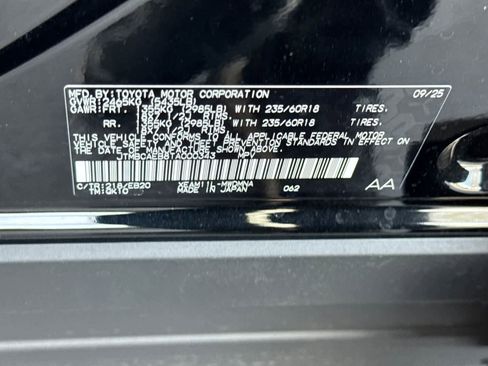 MFD.BY:TOYOTA MOTOR CORPORATION 09/25
GVWR:2465KG (5435LB)
GAWR:FRT. 1355KG (2985LB) WITH 235/60R18 TIRES.
RIMS.
RR. 1355KG (2985LB) WITH 235/60R18 TIRES.
RIMS.
THIS VEHICLE CONFORMS TO ALL APPLICABLE FEDERAL MOTOR
VEHICLE SAFETY AND THEFT PREVENTION STANDARDS
IN EFFECT ON THE DATE OF MANUFACTURE SHOWN ABOVE.
MPV
MADE IN JAPAN 062 AA